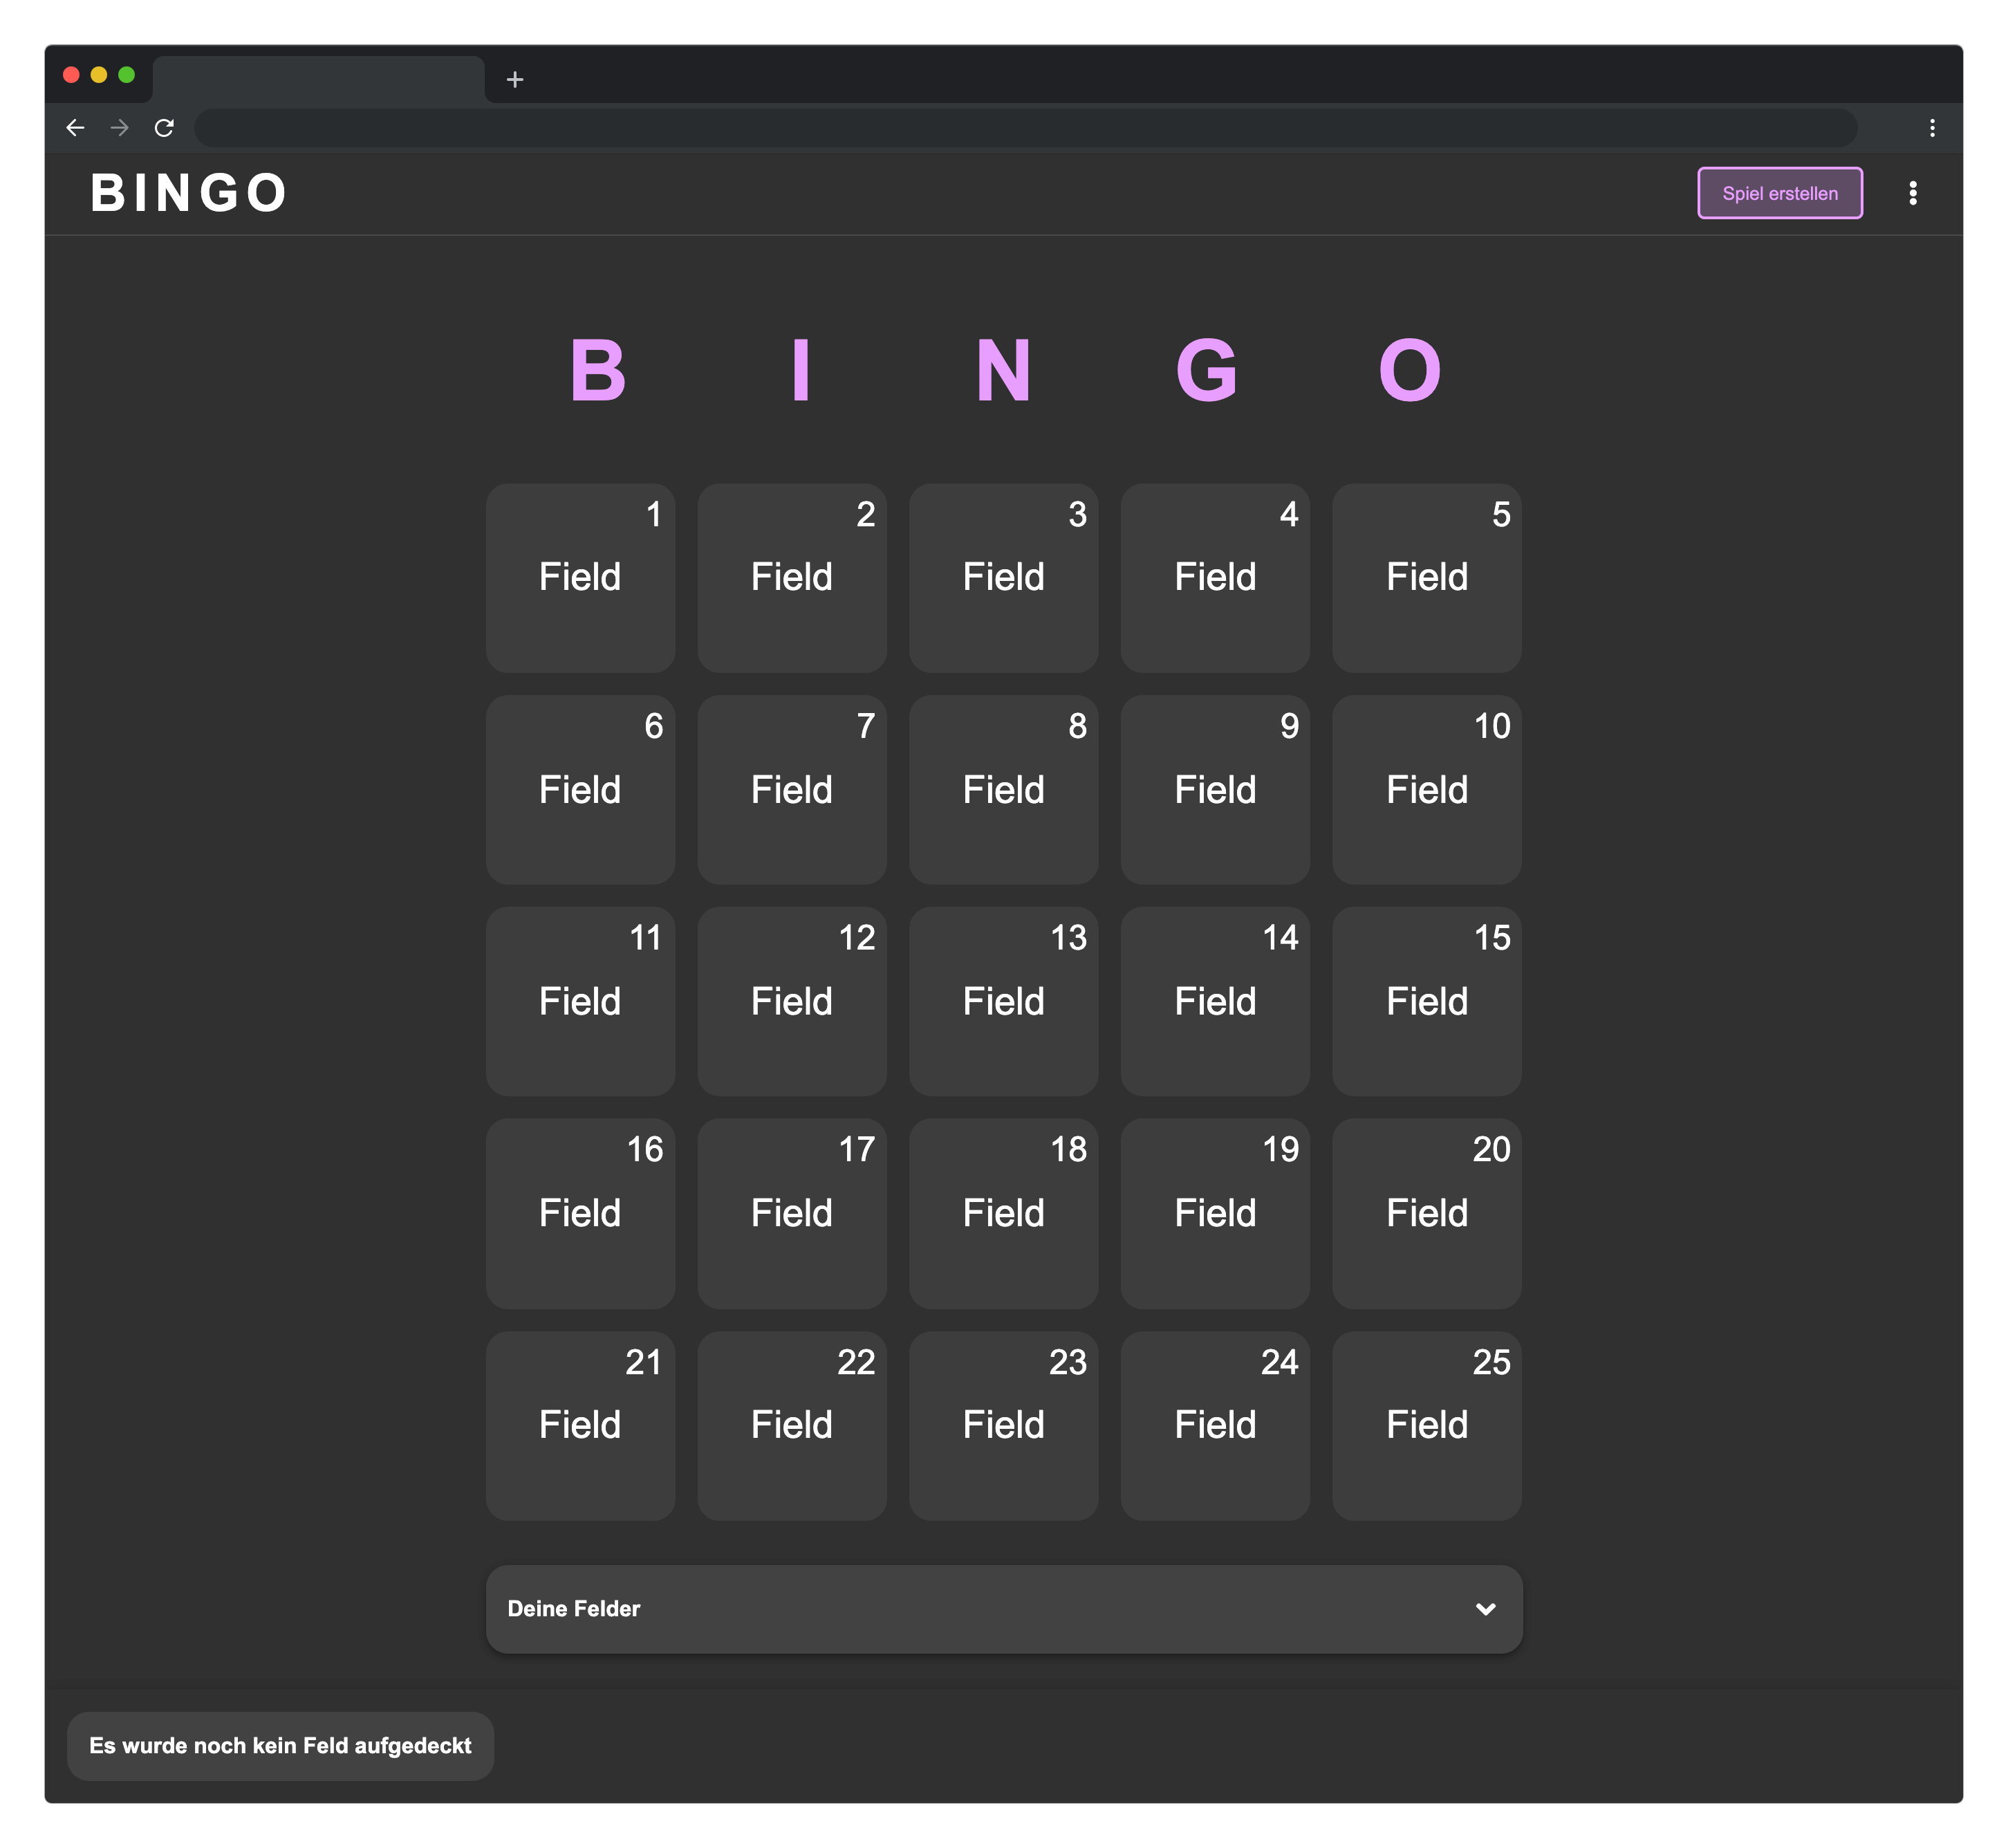 BINGO
Spiel erstellen
B I N G O
1 2 3 4 5
Field Field Field Field Field
6 7 8 9 10
Field Field Field Field Field
11 12 13 14 15
Field Field Field Field Field
16 17 18 19 20
Field Field Field Field Field
21 22 23 24 25
Field Field Field Field Field
Deine Felder
Es wurde noch kein Feld aufgedeckt